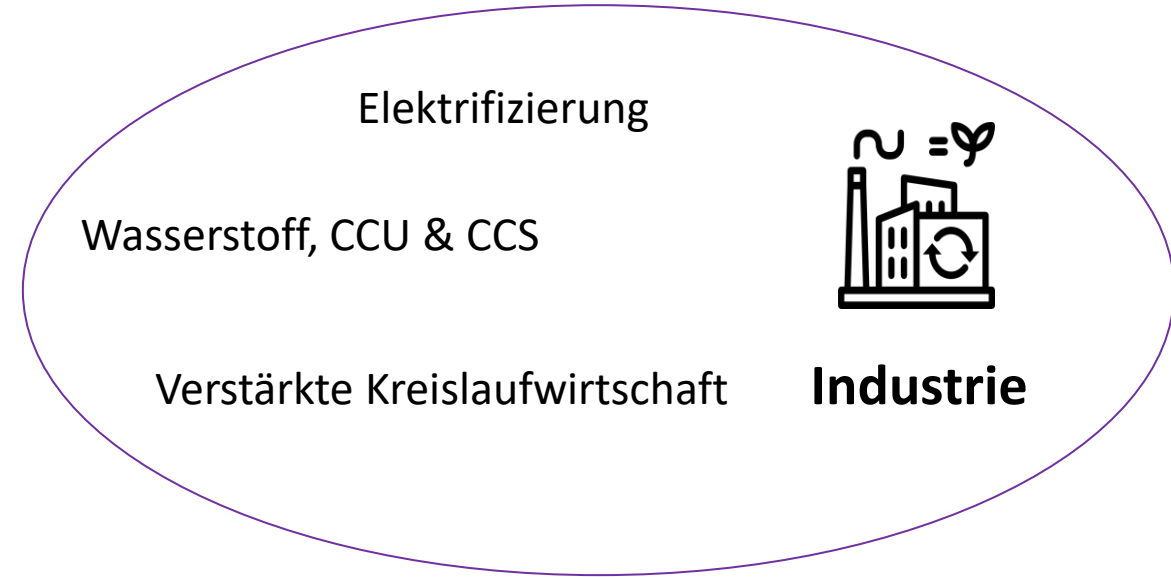 Elektrifizierung
Wasserstoff, CCU & CCS
Verstärkte Kreislaufwirtschaft
Industrie